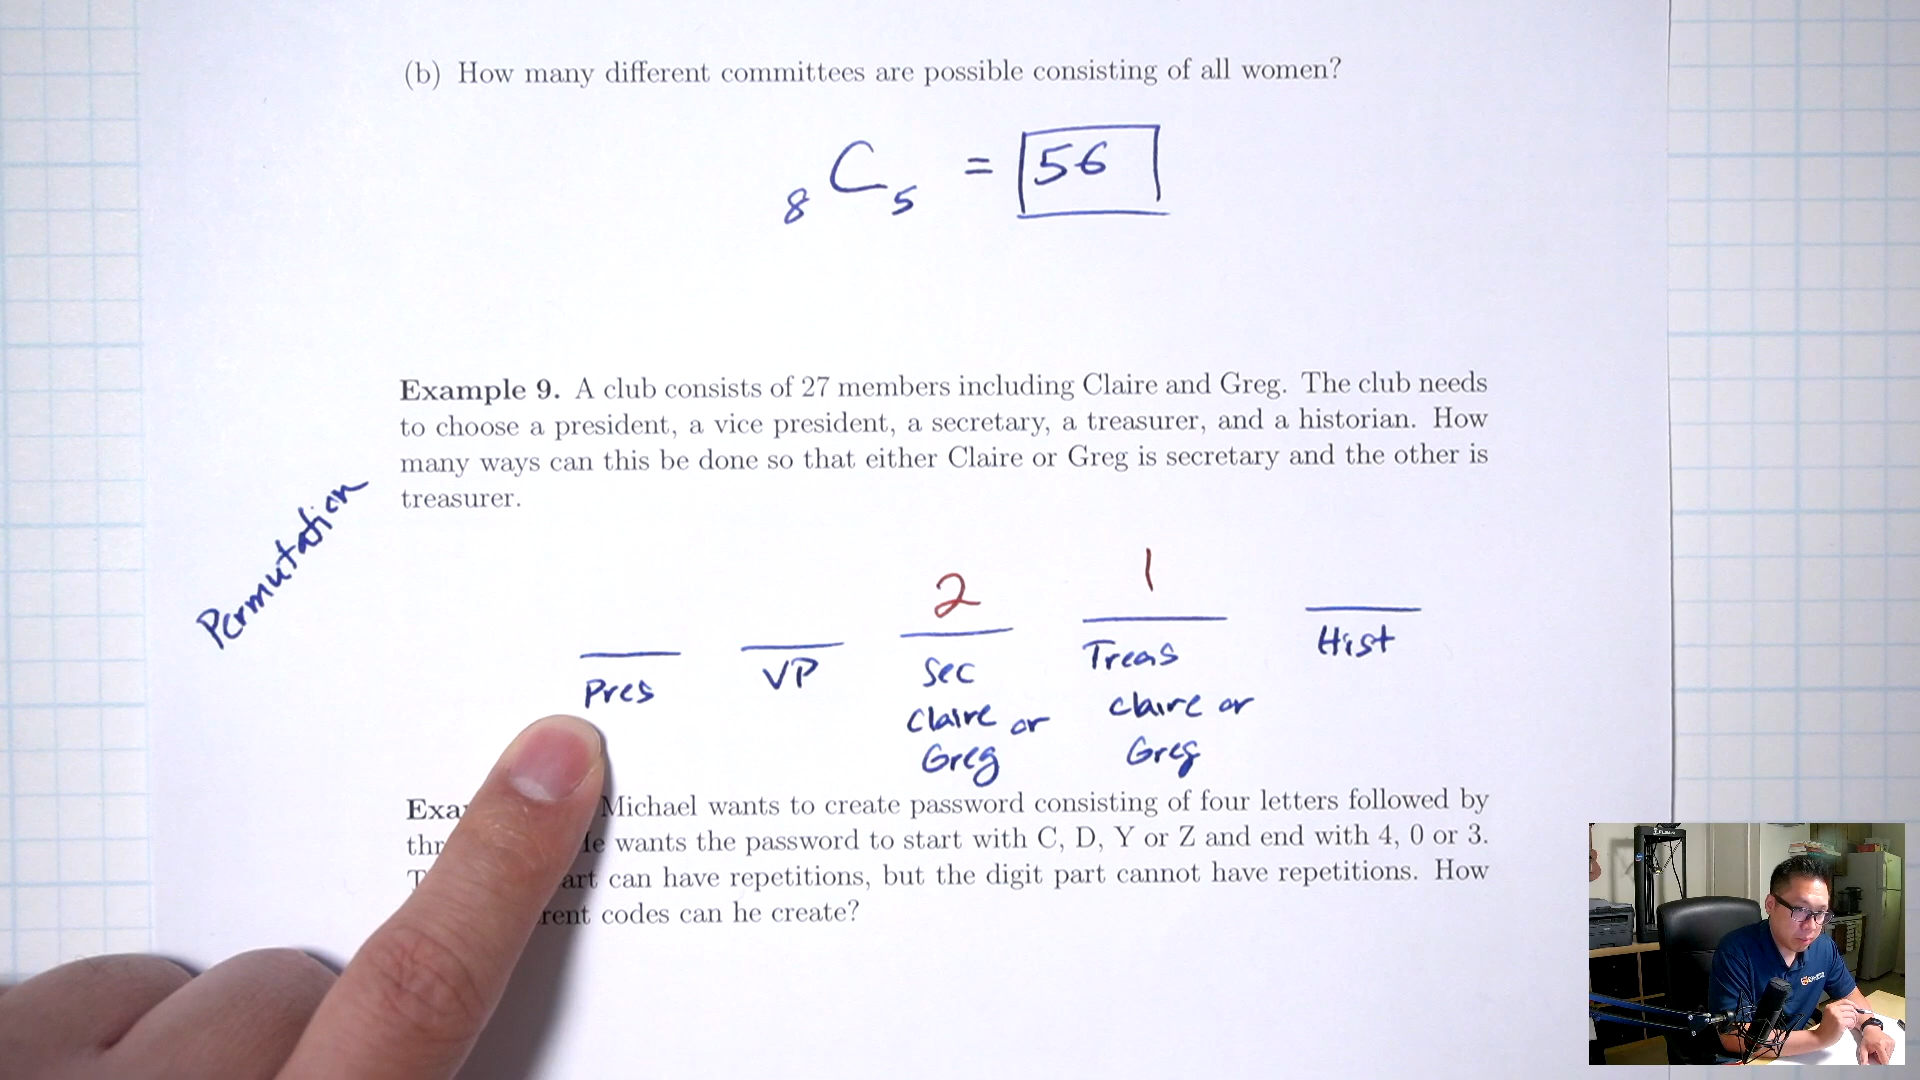 (b) How many different committees are possible consisting of all women?
8 C 5 = 56
Example 9. A club consists of 27 members including Claire and Greg. The club needs
to choose a president, a vice president, a secretary, a treasurer, and a historian. How
many ways can this be done so that either Claire or Greg is secretary and the other is
treasurer.
Permutation
2 1
Pres VP Sec Treas Hist
Claire or Claire or
Greg Greg
Michael wants to create password consisting of four letters followed by
wants the password to start with C, D, Y or Z and end with 4, 0 or 3.
can have repetitions, but the digit part cannot have repetitions. How
codes can he create?